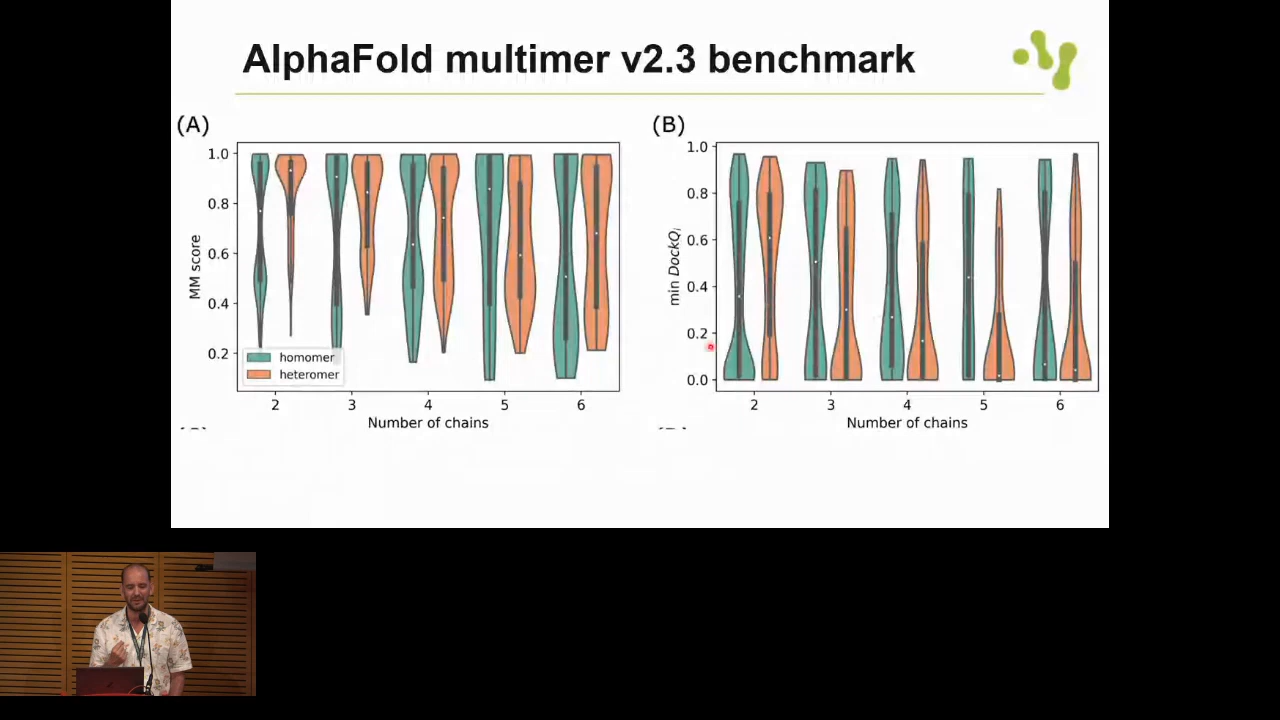 AlphaFold multimer v2.3 benchmark
(A)
1.0
0.8
0.6
0.4
0.2
MM score
homomer
heteromer
2 3 4 5 6
Number of chains
(B)
1.0
0.8
0.6
0.4
0.2
0.0
min DockQi
2 3 4 5 6
Number of chains